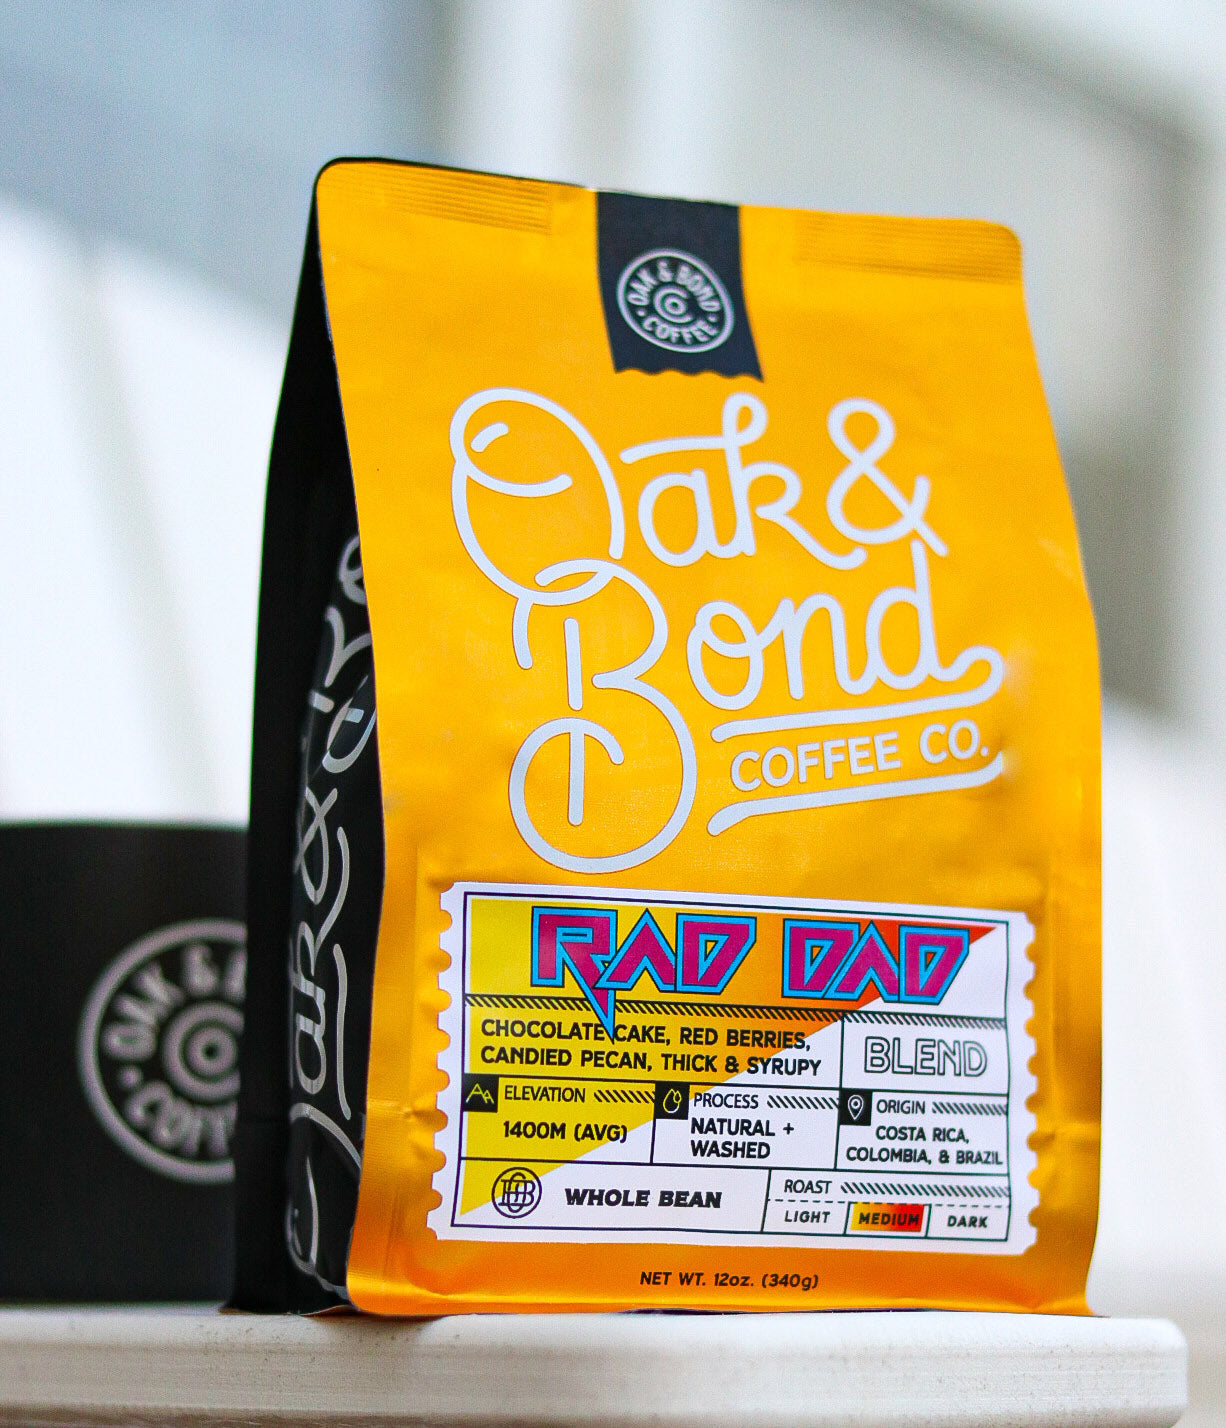 OAK & BOND
COFFEE
Oak &
Bond
COFFEE CO.
RAD DAD
CHOCOLATE CAKE, RED BERRIES,
CANDIED PECAN, THICK & SYRUPY
BLEND
ELEVATION
1400M (AVG)
PROCESS
NATURAL +
WASHED
ORIGIN
COSTA RICA,
COLOMBIA, & BRAZIL
WHOLE BEAN
ROAST
LIGHT
MEDIUM
DARK
NET WT. 12oz. (340g)
OAK &